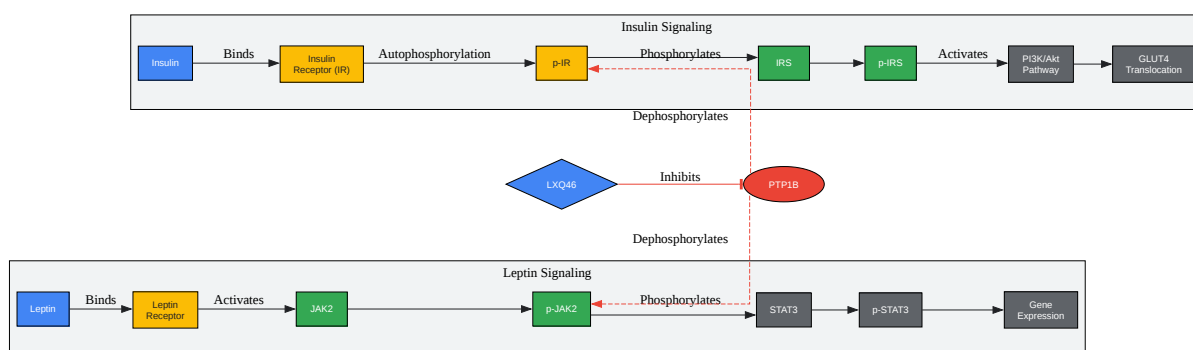 Insulin Signaling
Binds
Autophosphorylation
Phosphorylates
Activates
Insulin
Insulin
Receptor (IR)
p-IR
IRS
p-IRS
PI3K/Akt
Pathway
GLUT4
Translocation
Dephosphorylates
LXQ46
Inhibits
PTP1B
Dephosphorylates
Leptin Signaling
Binds
Activates
Phosphorylates
Leptin
Leptin
Receptor
JAK2
p-JAK2
STAT3
p-STAT3
Gene
Expression